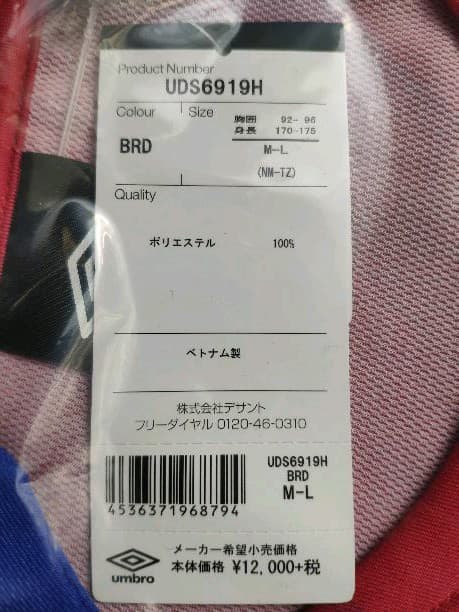 Product Number
UDS6919H
Colour Size
胸囲 92- 96
身長 170-175
BRD M-L
(NM-TZ)
Quality
ポリエステル 100%
ベトナム製
株式会社デサント
フリーダイヤル 0120-46-0310
UDS6919H
BRD
M-L
4536371968794
メーカー希望小売価格
本体価格 ¥12,000+税
umbro